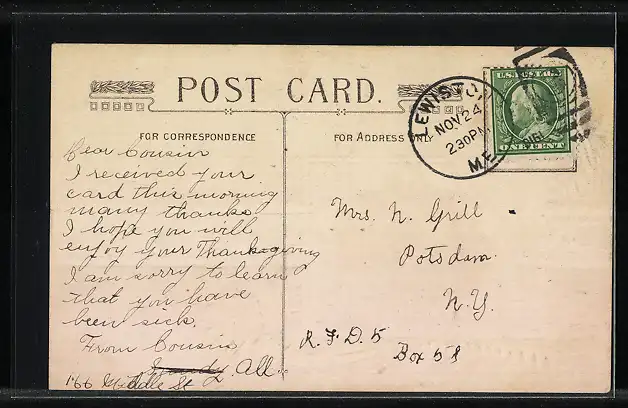 POST CARD.
FOR CORRESPONDENCE
FOR ADDRESS ONLY
LEWISTON
NOV 24
2.30 PM
ME.
U.S. POSTAGE
ONE CENT
Dear Cousin
I received your
card this morning
many thanks
I hope you will
enjoy your Thanksgiving
I am sorry to learn
that you have
been sick.
From Cousin
All.
166 Middle St
Mrs. N. Grill
Potsdam
N.Y.
R.F.D. 5
Box 58